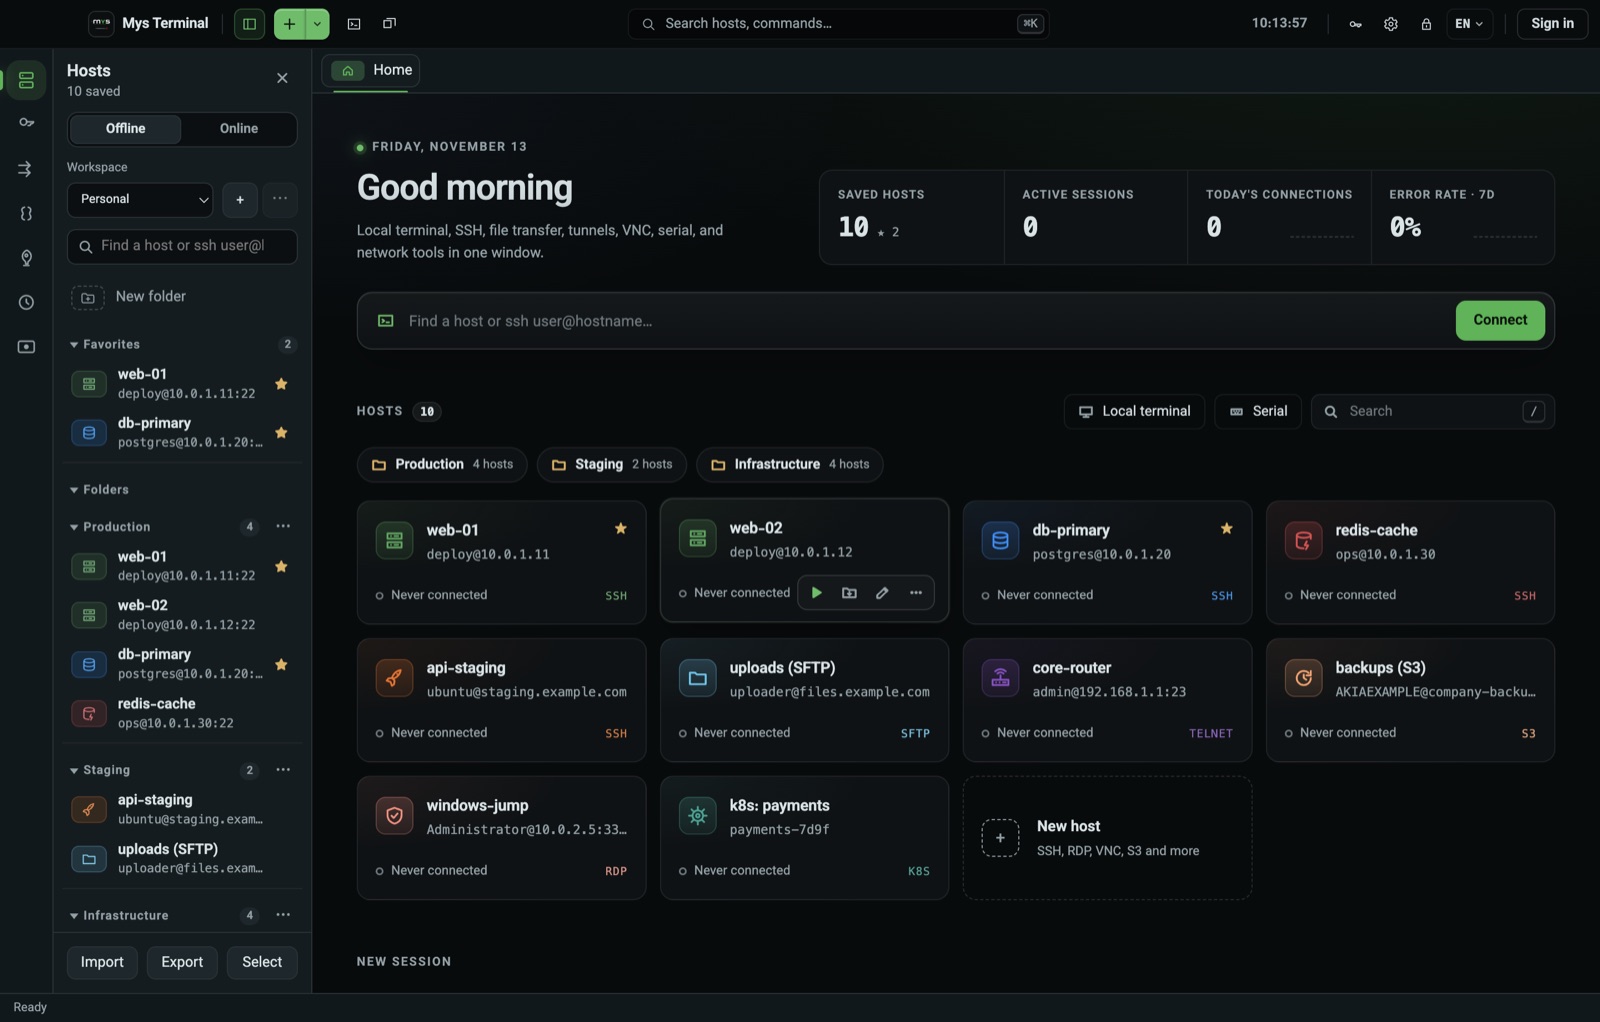 mys
Mys Terminal
Search hosts, commands...
⌘K
10:13:57
EN
Sign in
Hosts
10 saved
Offline
Online
Workspace
Personal
+
...
Find a host or ssh user@l
New folder
Favorites
2
web-01
deploy@10.0.1.11:22
db-primary
postgres@10.0.1.20:…
Folders
Production
4
...
web-01
deploy@10.0.1.11:22
web-02
deploy@10.0.1.12:22
db-primary
postgres@10.0.1.20:…
redis-cache
ops@10.0.1.30:22
Staging
2
...
api-staging
ubuntu@staging.exam…
uploads (SFTP)
uploader@files.exam…
Infrastructure
4
...
Import
Export
Select
Ready
Home
FRIDAY, NOVEMBER 13
Good morning
Local terminal, SSH, file transfer, tunnels, VNC, serial, and
network tools in one window.
SAVED HOSTS
10 ★ 2
ACTIVE SESSIONS
0
TODAY'S CONNECTIONS
0
ERROR RATE · 7D
0%
Find a host or ssh user@hostname...
Connect
HOSTS 10
Local terminal
Serial
Search
/
Production 4 hosts
Staging 2 hosts
Infrastructure 4 hosts
web-01
deploy@10.0.1.11
Never connected
SSH
web-02
deploy@10.0.1.12
Never connected
db-primary
postgres@10.0.1.20
Never connected
SSH
redis-cache
ops@10.0.1.30
Never connected
SSH
api-staging
ubuntu@staging.example.com
Never connected
SSH
uploads (SFTP)
uploader@files.example.com
Never connected
SFTP
core-router
admin@192.168.1.1:23
Never connected
TELNET
backups (S3)
AKIAEXAMPLE@company-backu…
Never connected
S3
windows-jump
Administrator@10.0.2.5:33…
Never connected
RDP
k8s: payments
payments-7d9f
Never connected
K8S
New host
SSH, RDP, VNC, S3 and more
NEW SESSION